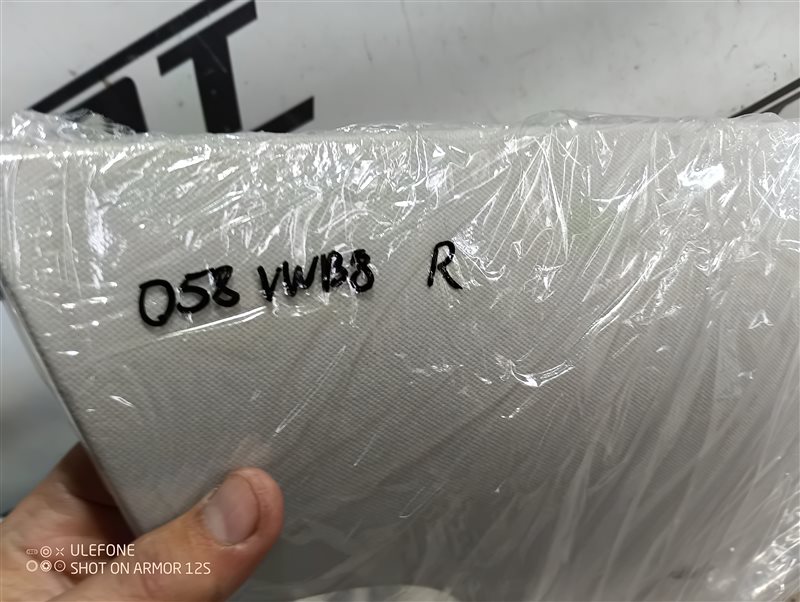 058 VWB8 R
ULEFONE
SHOT ON ARMOR 12S